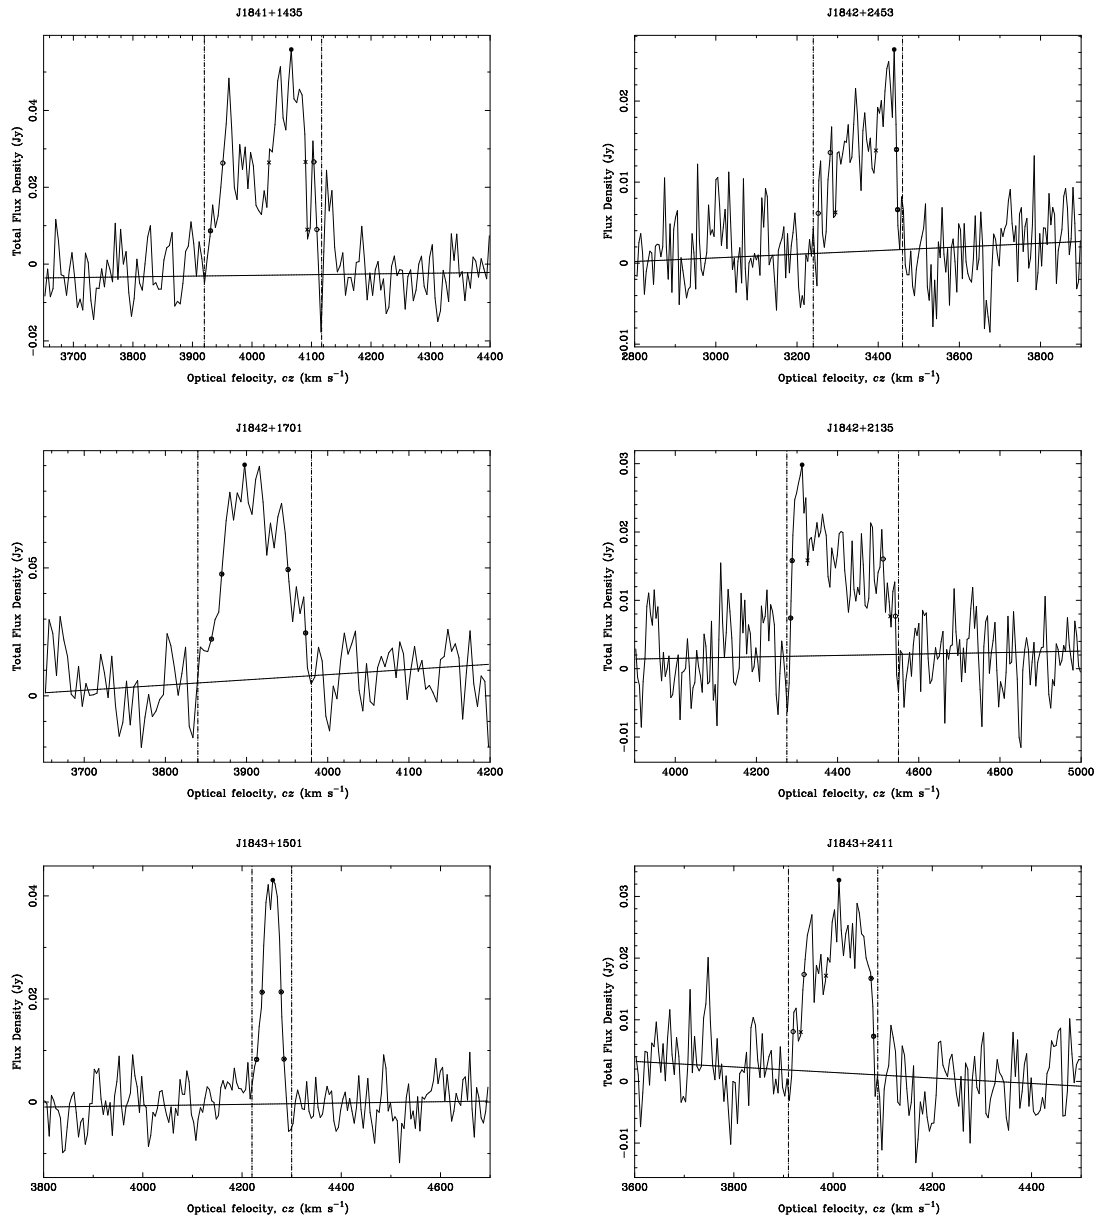 J1841+1435
J1842+2453
Total Flux Density (Jy)
0.04
0.02
0
−0.02
3700 3800 3900 4000 4100 4200 4300 4400
Optical felocity, cz (km s−1)
Flux Density (Jy)
0.02
0.01
0
−0.01
2800 3000 3200 3400 3600 3800
Optical felocity, cz (km s−1)
J1842+1701
J1842+2135
Total Flux Density (Jy)
0.05
0
3700 3800 3900 4000 4100 4200
Optical felocity, cz (km s−1)
Total Flux Density (Jy)
0.03
0.02
0.01
0
−0.01
4000 4200 4400 4600 4800 5000
Optical felocity, cz (km s−1)
J1843+1501
J1843+2411
Flux Density (Jy)
0.04
0.02
0
3800 4000 4200 4400 4600
Optical felocity, cz (km s−1)
Total Flux Density (Jy)
0.03
0.02
0.01
0
−0.01
3600 3800 4000 4200 4400
Optical felocity, cz (km s−1)